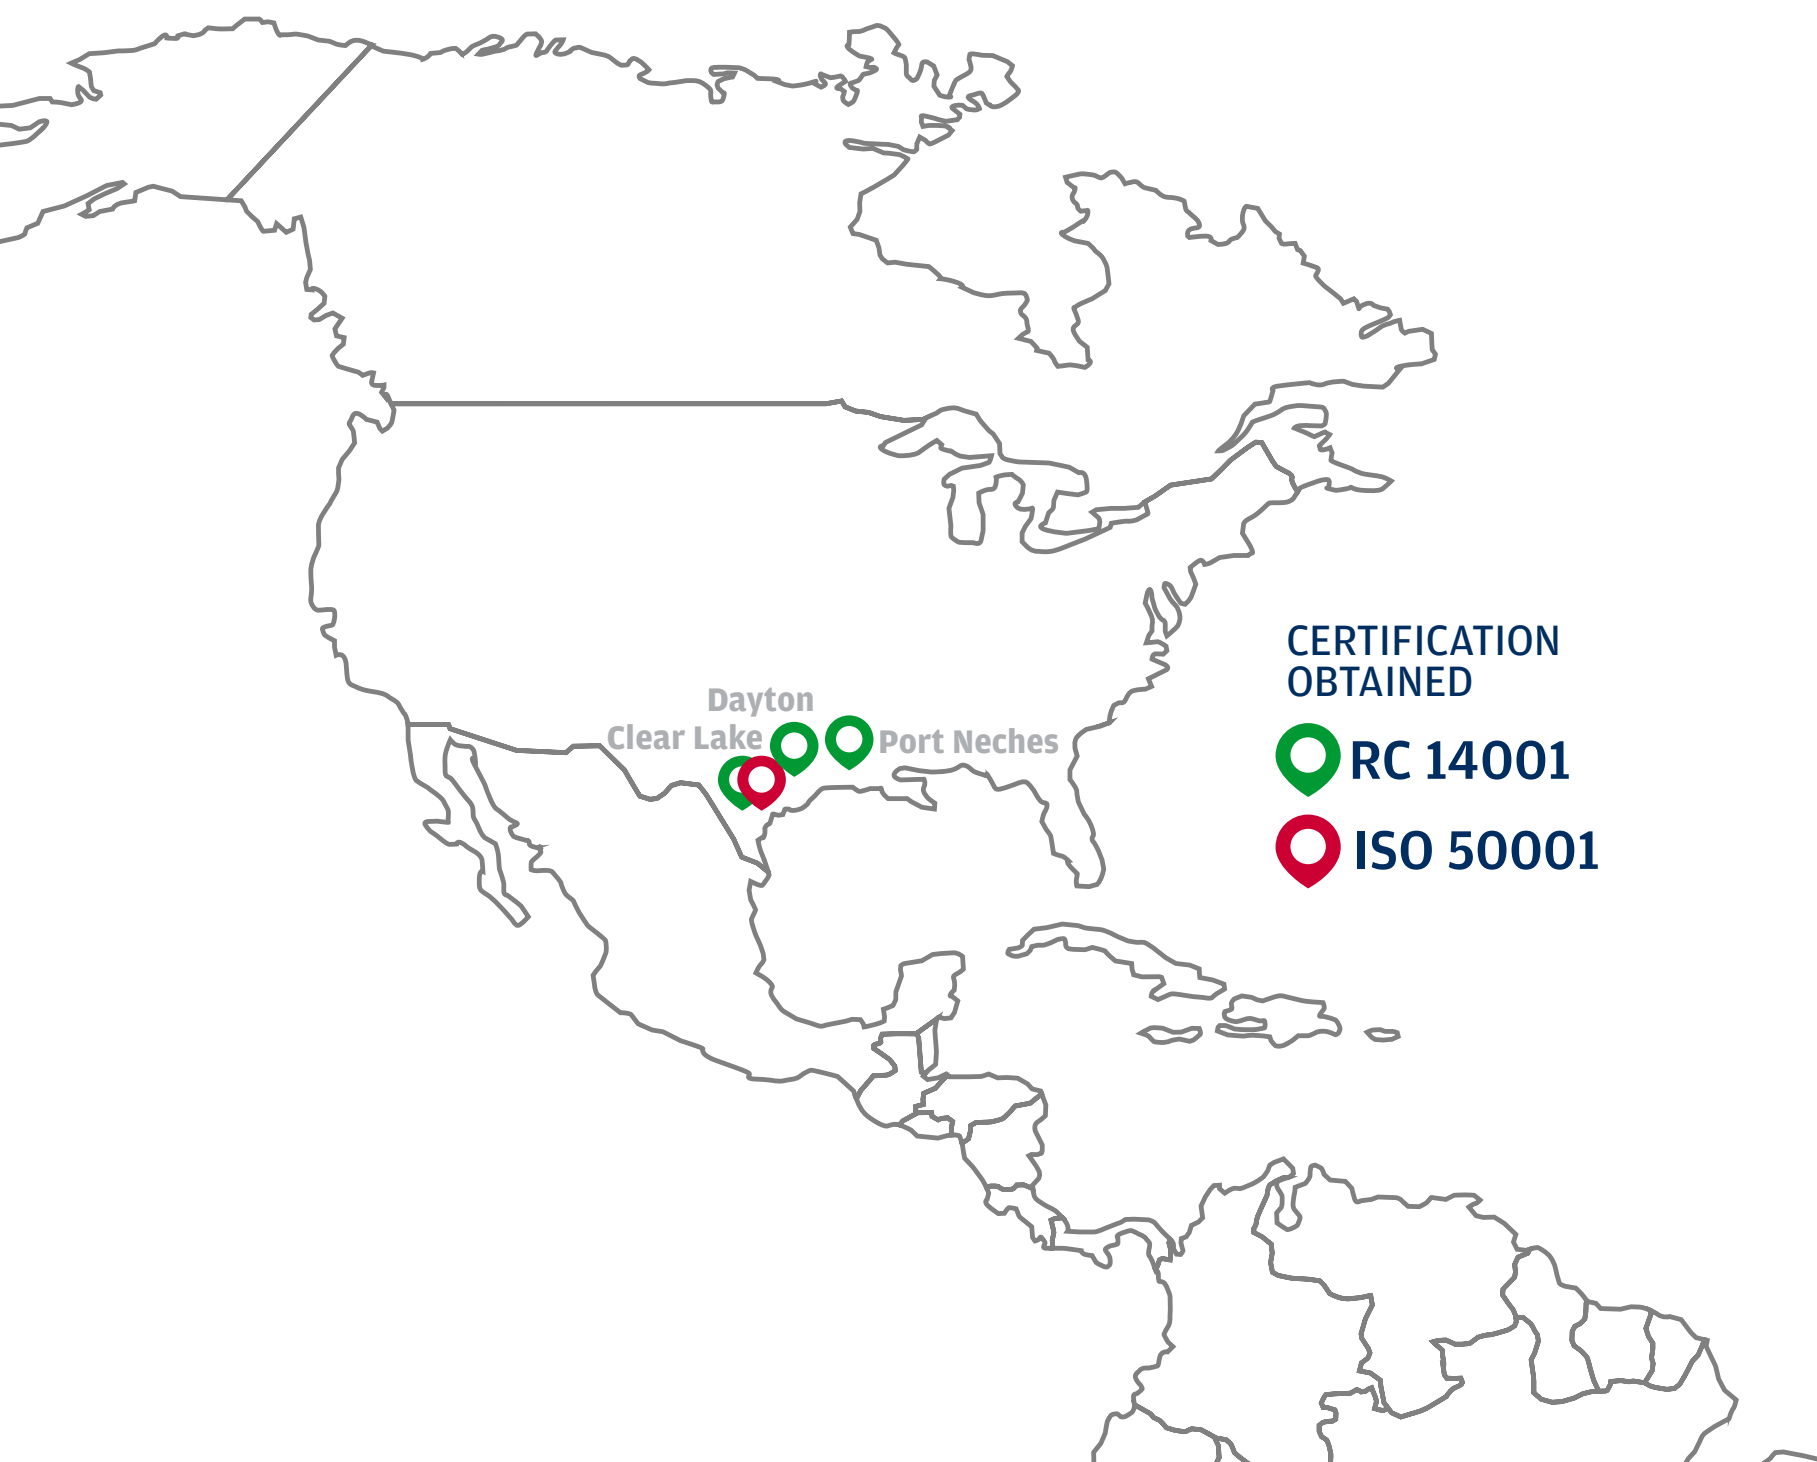 Dayton
Clear Lake
Port Neches
CERTIFICATION
OBTAINED
RC 14001
ISO 50001